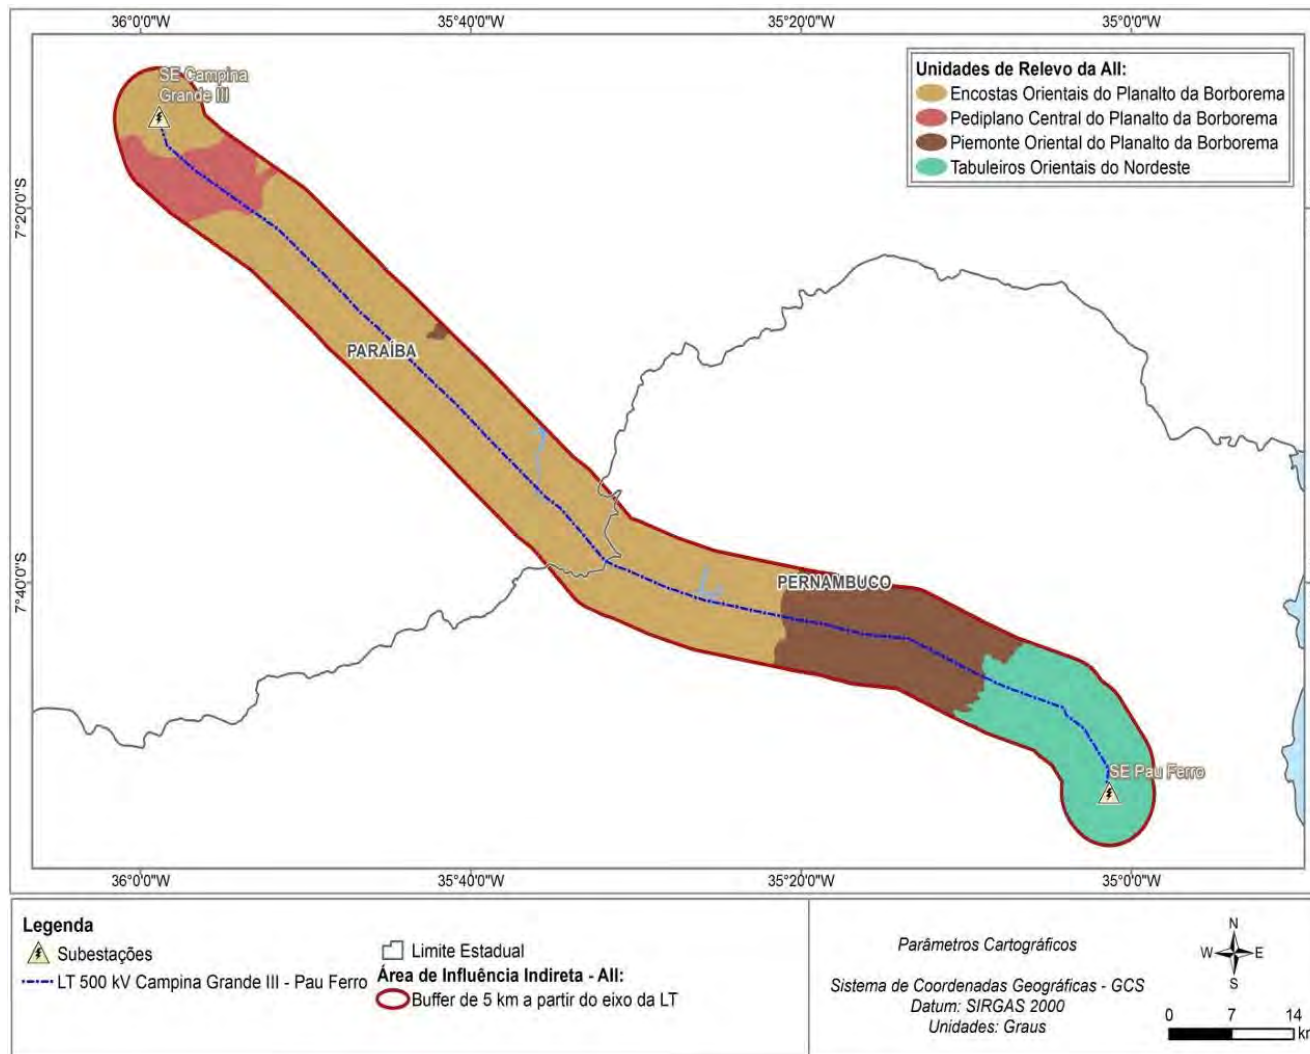 36°0'0"W 35°40'0"W 35°20'0"W 35°0'0"W
SE Campina
Grande III
Unidades de Relevo da AII:
Encostas Orientais do Planalto da Borborema
Pediplano Central do Planalto da Borborema
Piemonte Oriental do Planalto da Borborema
Tabuleiros Orientais do Nordeste
7°20'0"S
PARAÍBA
7°40'0"S
PERNAMBUCO
SE Pau Ferro
36°0'0"W 35°40'0"W 35°20'0"W 35°0'0"W
Legenda
Subestações
LT 500 kV Campina Grande III - Pau Ferro
Limite Estadual
Área de Influência Indireta - AII:
Buffer de 5 km a partir do eixo da LT
Parâmetros Cartográficos
Sistema de Coordenadas Geográficas - GCS
Datum: SIRGAS 2000
Unidades: Graus
N
W E
S
0 7 14
km